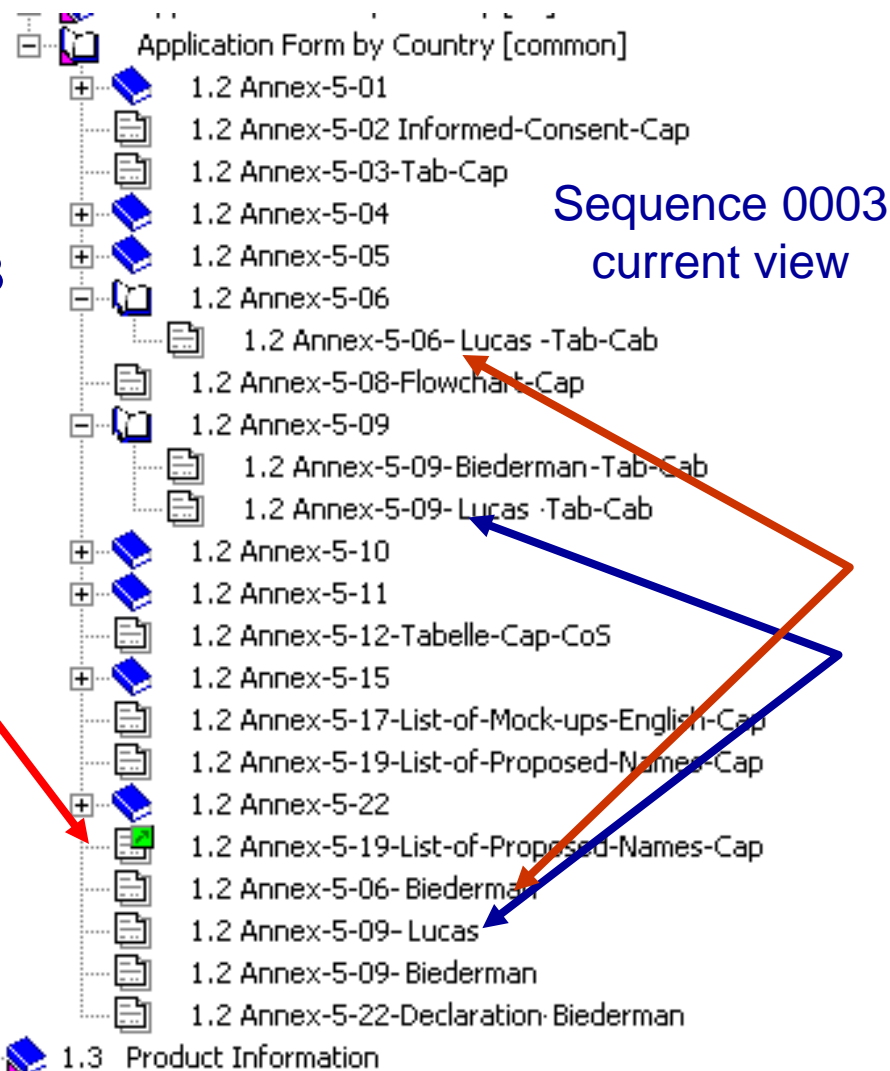 Application Form by Country [common]
1.2 Annex-5-01
1.2 Annex-5-02 Informed-Consent-Cap
1.2 Annex-5-03-Tab-Cap
Sequence 0003
current view
1.2 Annex-5-04
1.2 Annex-5-05
1.2 Annex-5-06
1.2 Annex-5-06- Lucas -Tab-Cab
1.2 Annex-5-08-Flowchart-Cap
1.2 Annex-5-09
1.2 Annex-5-09-Biederman-Tab-Cab
1.2 Annex-5-09- Lucas -Tab-Cab
1.2 Annex-5-10
1.2 Annex-5-11
1.2 Annex-5-12-Tabelle-Cap-CoS
1.2 Annex-5-15
1.2 Annex-5-17-List-of-Mock-ups-English-Cap
1.2 Annex-5-19-List-of-Proposed-Names-Cap
1.2 Annex-5-22
1.2 Annex-5-19-List-of-Proposed-Names-Cap
1.2 Annex-5-06- Biederman
1.2 Annex-5-09- Lucas
1.2 Annex-5-09- Biederman
1.2 Annex-5-22-Declaration- Biederman
1.3 Product Information